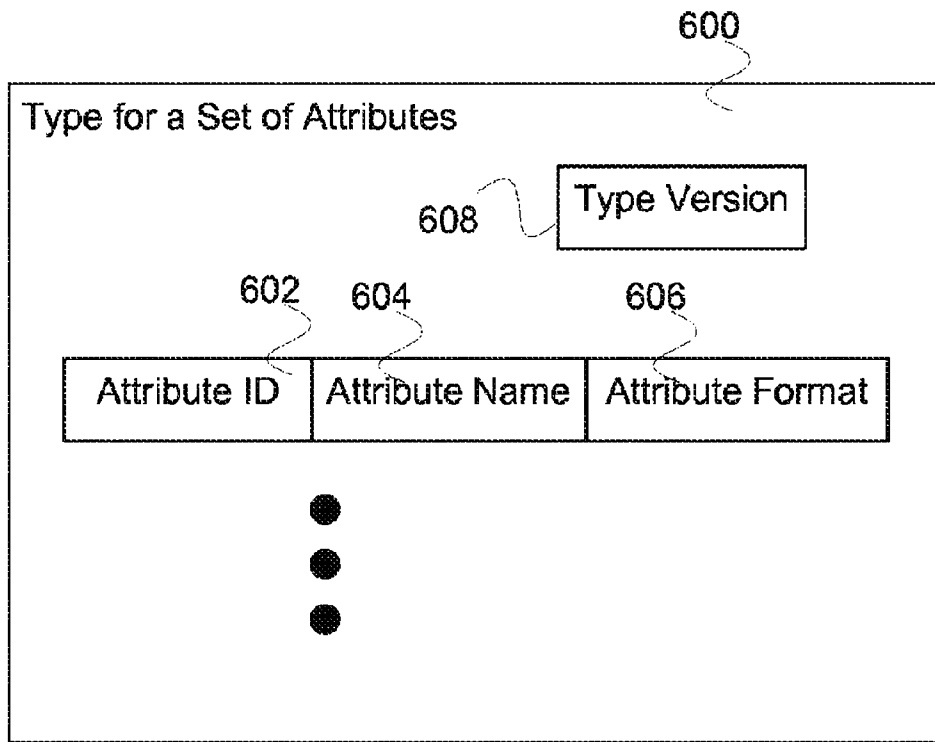 600
Type for a Set of Attributes
Type Version
608
602 604 606
Attribute ID Attribute Name Attribute Format